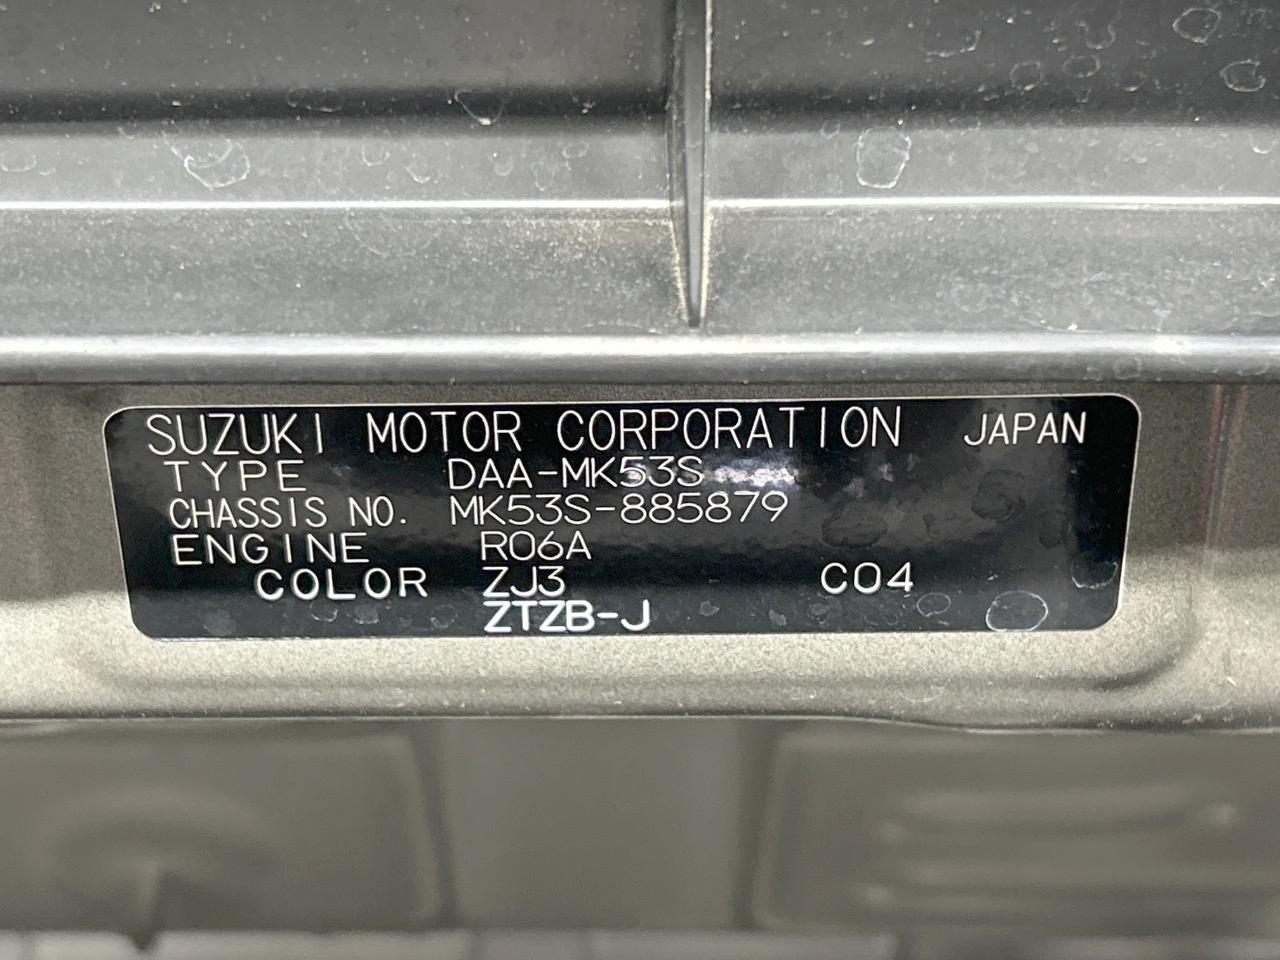 SUZUKI MOTOR CORPORATION JAPAN
TYPE DAA-MK53S
CHASSIS NO. MK53S-885879
ENGINE R06A
COLOR ZJ3 C04
ZTZB-J